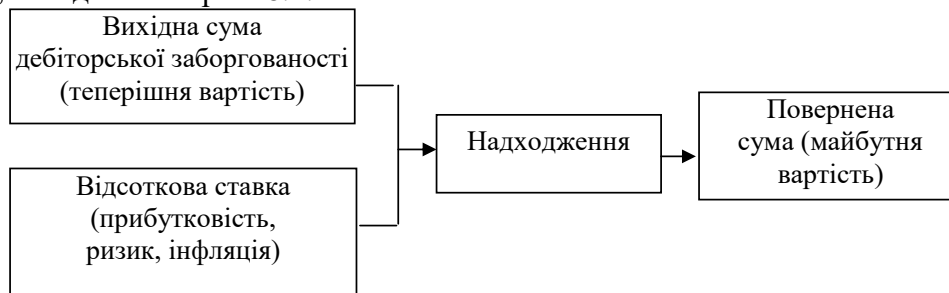 Вихідна сума
дебіторської заборгованості
(теперішня вартість)
Відсоткова ставка
(прибутковість,
ризик, інфляція)
Надходження
Повернена
сума (майбутня
вартість)